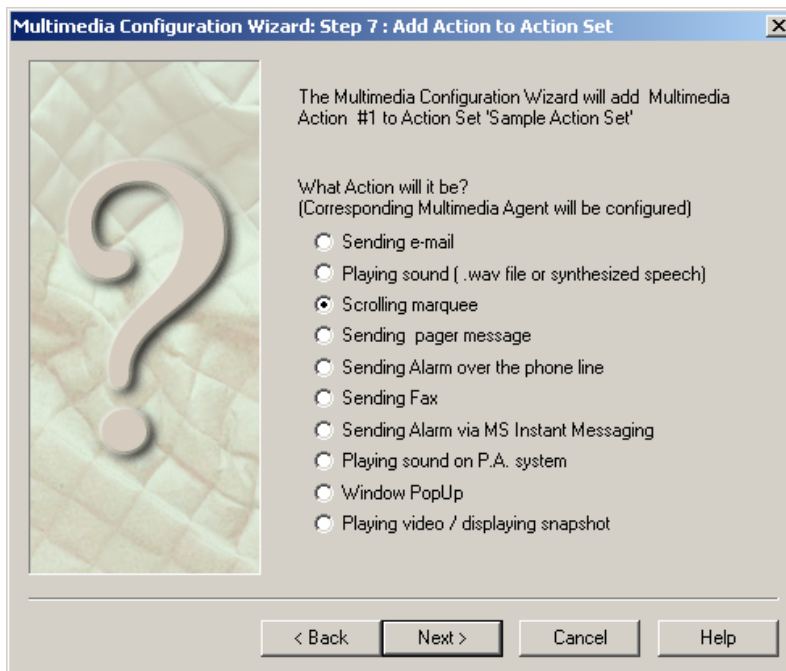 Multimedia Configuration Wizard: Step 7 : Add Action to Action Set
The Multimedia Configuration Wizard will add Multimedia
Action #1 to Action Set 'Sample Action Set'
What Action will it be?
(Corresponding Multimedia Agent will be configured)
Sending e-mail
Playing sound ( .wav file or synthesized speech)
Scrolling marquee
Sending pager message
Sending Alarm over the phone line
Sending Fax
Sending Alarm via MS Instant Messaging
Playing sound on P.A. system
Window PopUp
Playing video / displaying snapshot
< Back Next > Cancel Help